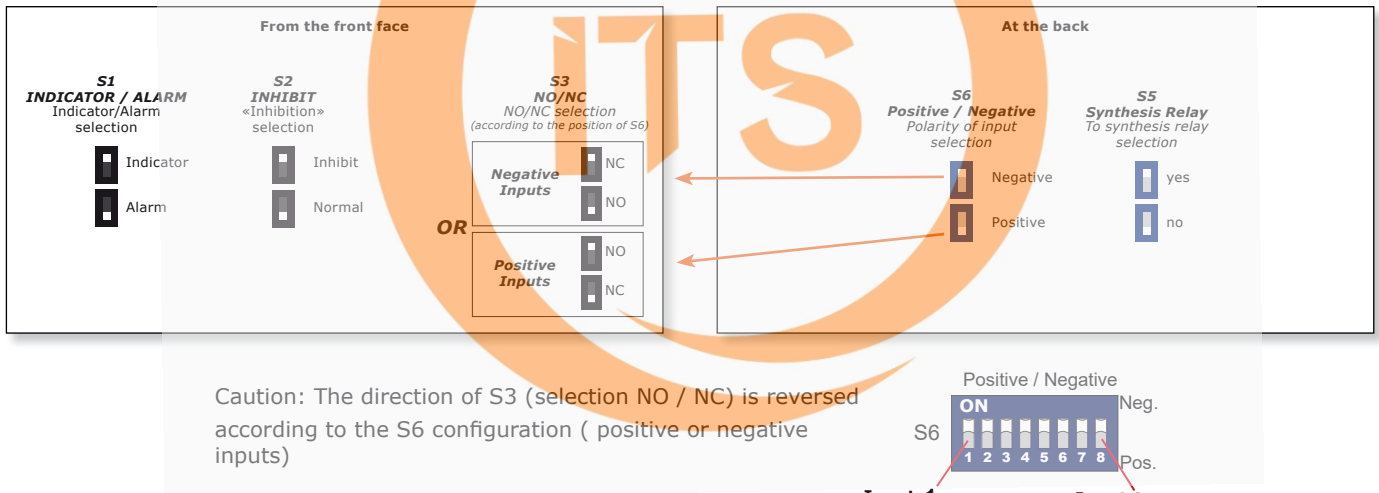 From the front face
S1
INDICATOR / ALARM
Indicator/Alarm
selection
Indicator
Alarm
S2
INHIBIT
«Inhibition»
selection
Inhibit
Normal
S3
NO/NC
NO/NC selection
(according to the position of S6)
Negative
Inputs
NC
NO
OR
Positive
Inputs
NO
NC
At the back
S6
Positive / Negative
Polarity of input
selection
Negative
Positive
S5
Synthesis Relay
To synthesis relay
selection
yes
no
ITS
Caution: The direction of S3 (selection NO / NC) is reversed
according to the S6 configuration ( positive or negative
inputs)
Positive / Negative
ON
Neg.
S6
1 2 3 4 5 6 7 8
Pos.